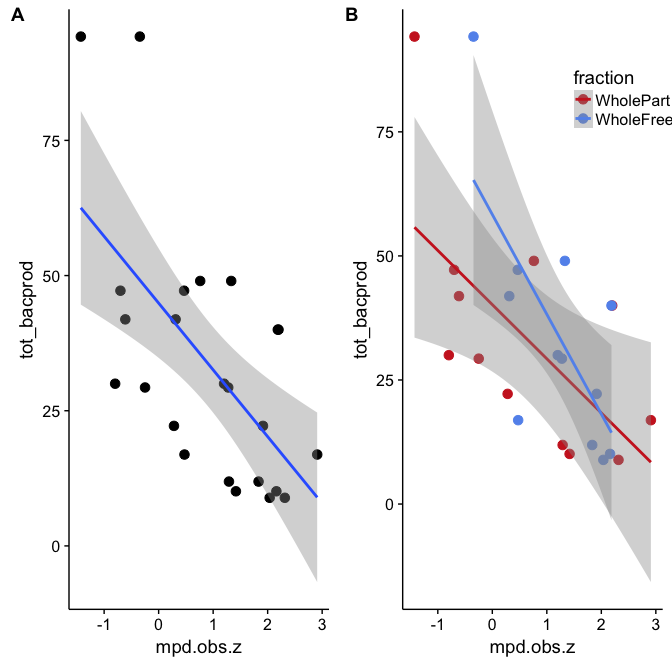 A
tot_bacprod
75
50
25
0
-1
0
1
2
3
mpd.obs.z
B
fraction
WholePart
WholeFree
tot_bacprod
75
50
25
0
-1
0
1
2
3
mpd.obs.z